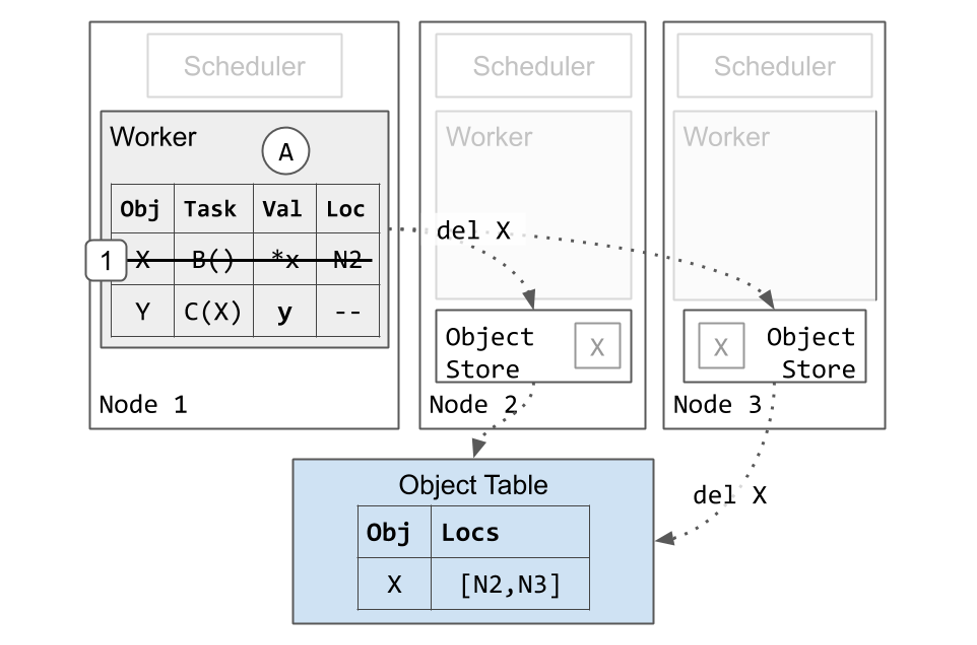 Scheduler
Worker
A
Obj Task Val Loc
1 X B() *x N2
Y C(X) y --
Node 1
Scheduler
Worker
del X
Object
Store
X
Node 2
Scheduler
Worker
X
Object
Store
Node 3
del X
Object Table
Obj Locs
X [N2,N3]